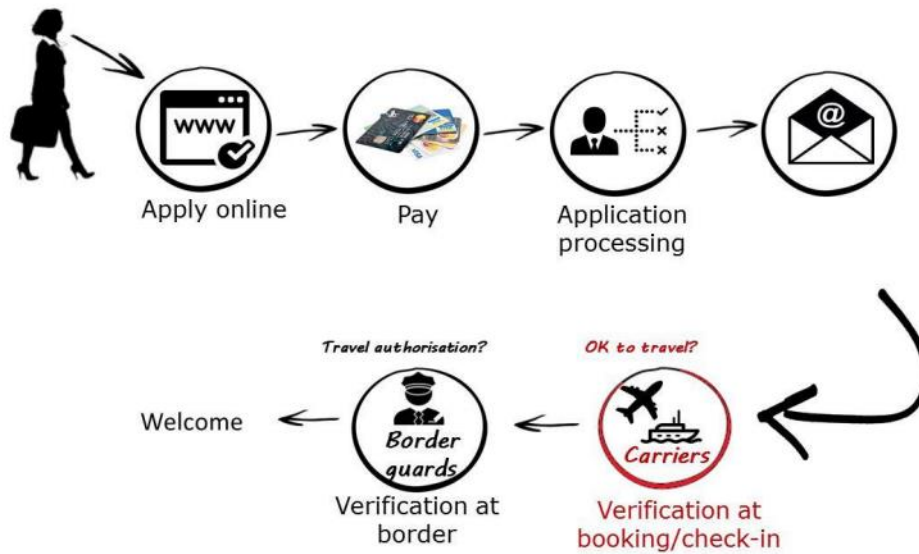 www
@
Apply online
Pay
Application
processing
Travel authorisation?
OK to travel?
Welcome
Border
guards
Carriers
Verification at
border
Verification at
booking/check-in